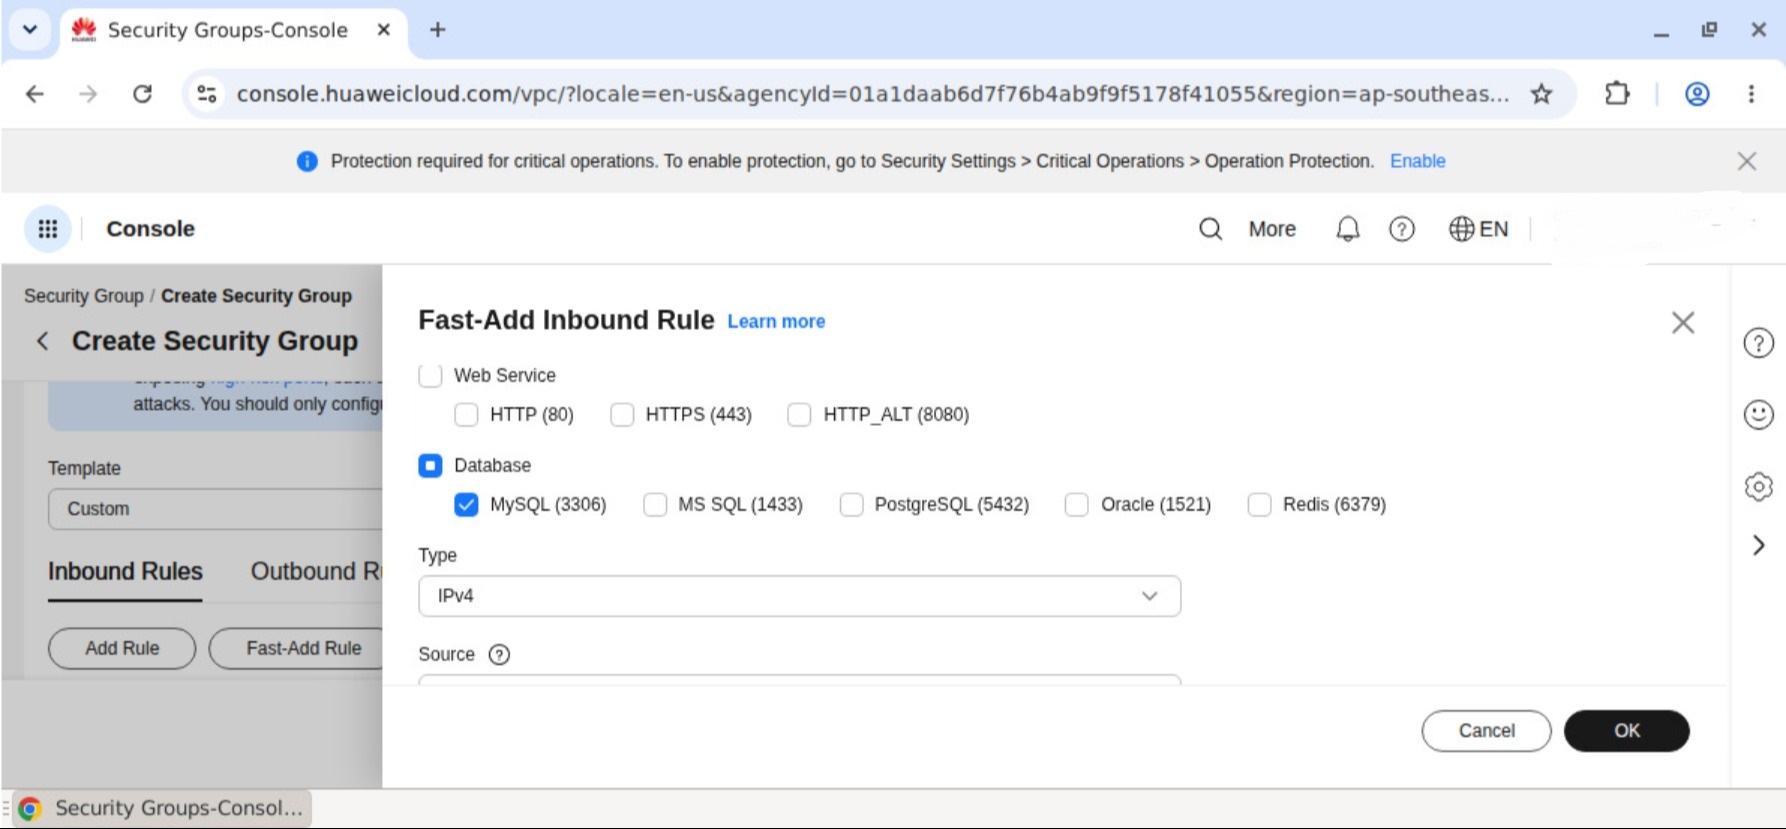 Security Groups-Console
console.huaweicloud.com/vpc/?locale=en-us&agencyId=01a1daab6d7f76b4ab9f9f5178f41055&region=ap-southeas...
Protection required for critical operations. To enable protection, go to Security Settings > Critical Operations > Operation Protection. Enable
Console
More
EN
Security Group / Create Security Group
Create Security Group
attacks. You should only config
Template
Custom
Inbound Rules
Outbound R
Add Rule
Fast-Add Rule
Fast-Add Inbound Rule Learn more
Web Service
HTTP (80) HTTPS (443) HTTP_ALT (8080)
Database
MySQL (3306) MS SQL (1433) PostgreSQL (5432) Oracle (1521) Redis (6379)
Type
IPv4
Source
Cancel
OK
Security Groups-Consol...